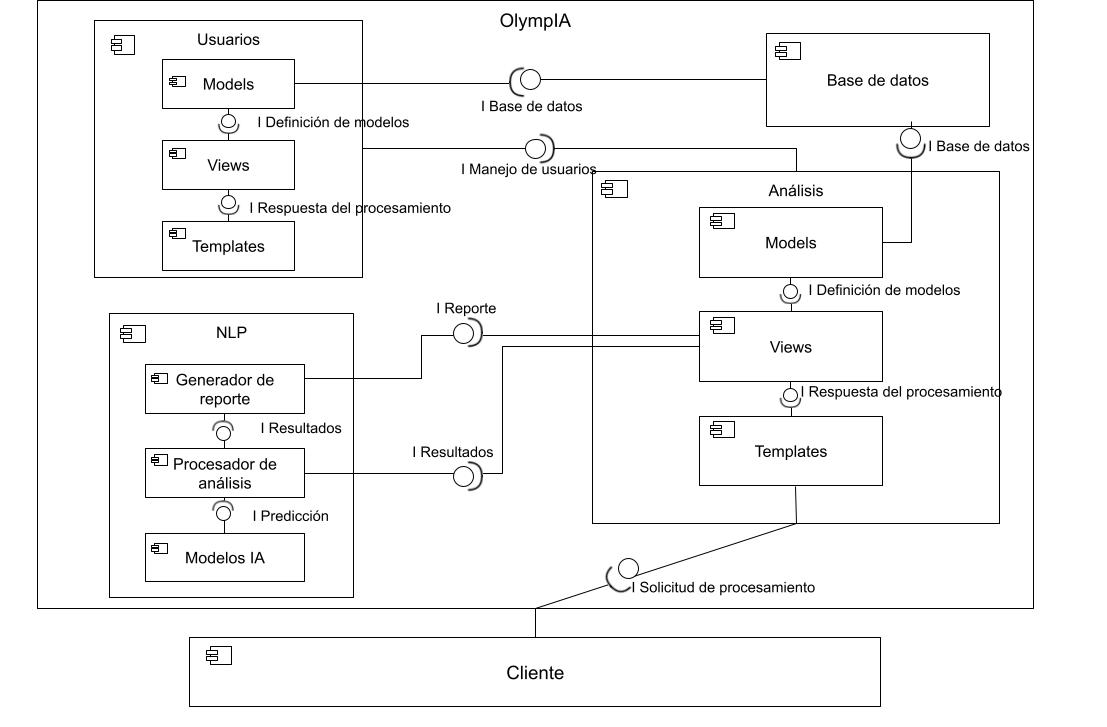 OlympIA
Usuarios
Models
I Definición de modelos
Views
I Respuesta del procesamiento
Templates
I Base de datos
Base de datos
I Base de datos
I Manejo de usuarios
Análisis
Models
I Definición de modelos
Views
I Respuesta del procesamiento
Templates
NLP
Generador de
reporte
I Resultados
Procesador de
análisis
I Predicción
Modelos IA
I Reporte
I Resultados
I Solicitud de procesamiento
Cliente